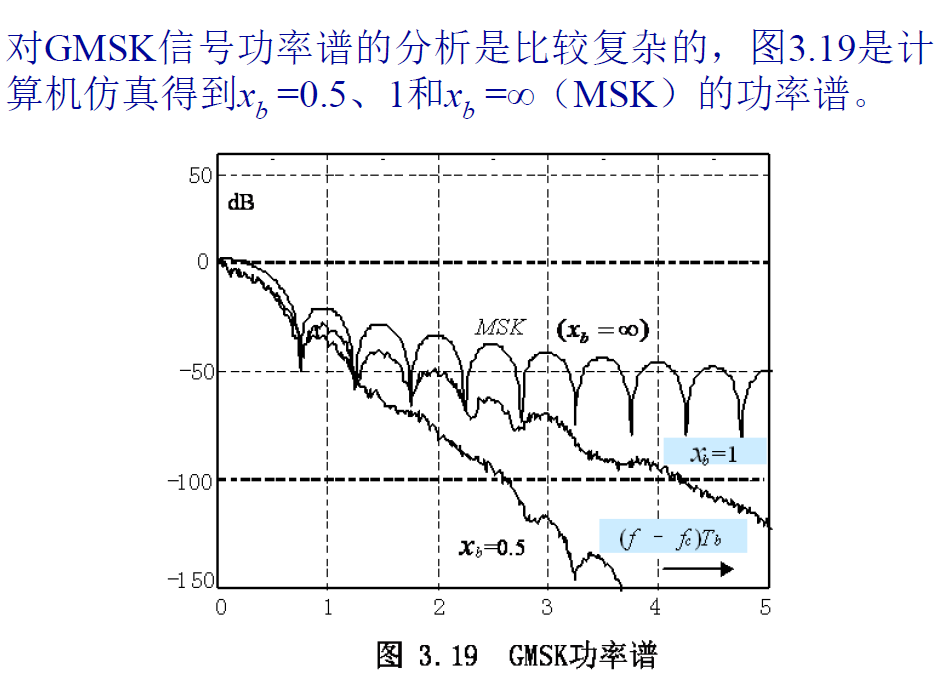 对GMSK信号功率谱的分析是比较复杂的，图3.19是计
算机仿真得到xb =0.5、1和xb =∞（MSK）的功率谱。
50
dB
0
MSK (xb =∞)
-50
xb=1
-100
xb=0.5
(f - fc)Tb
-150
0 1 2 3 4 5
图 3.19 GMSK功率谱